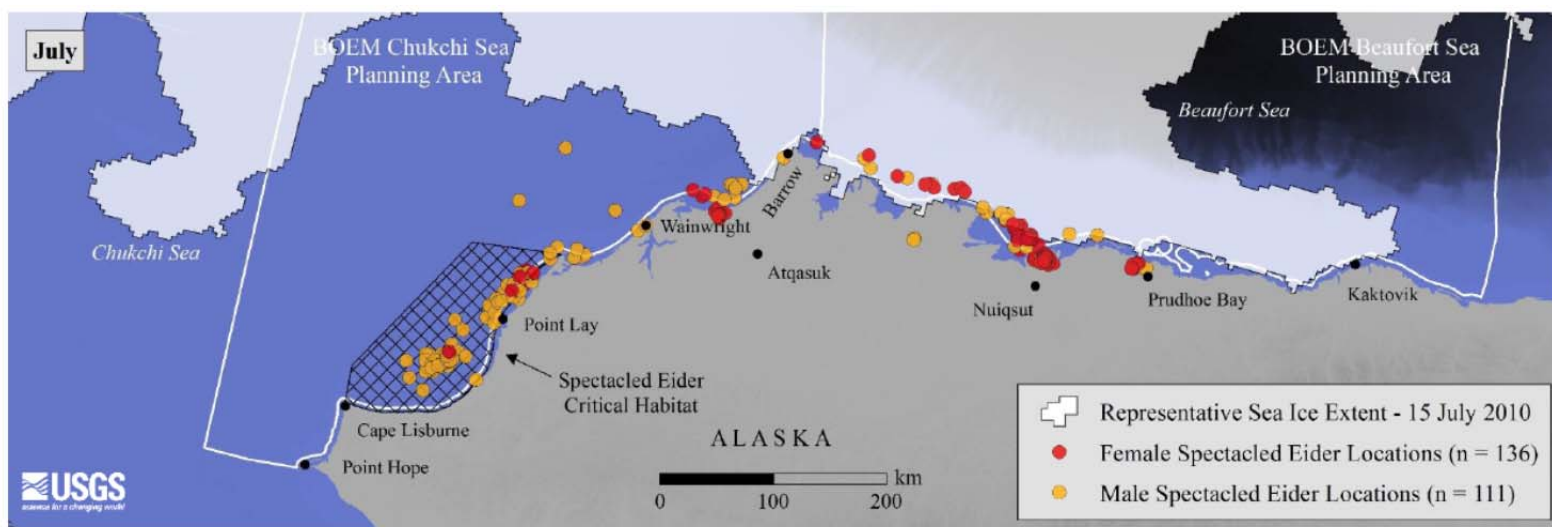 July
BOEM Chukchi Sea
Planning Area
BOEM Beaufort Sea
Planning Area
Beaufort Sea
Chukchi Sea
Barrow
Wainwright
Atqasuk
Nuiqsut
Prudhoe Bay
Kaktovik
Point Lay
Spectacled Eider
Critical Habitat
Cape Lisburne
Point Hope
ALASKA
km
0 100 200
Representative Sea Ice Extent - 15 July 2010
Female Spectacled Eider Locations (n = 136)
Male Spectacled Eider Locations (n = 111)
USGS
science for a changing world